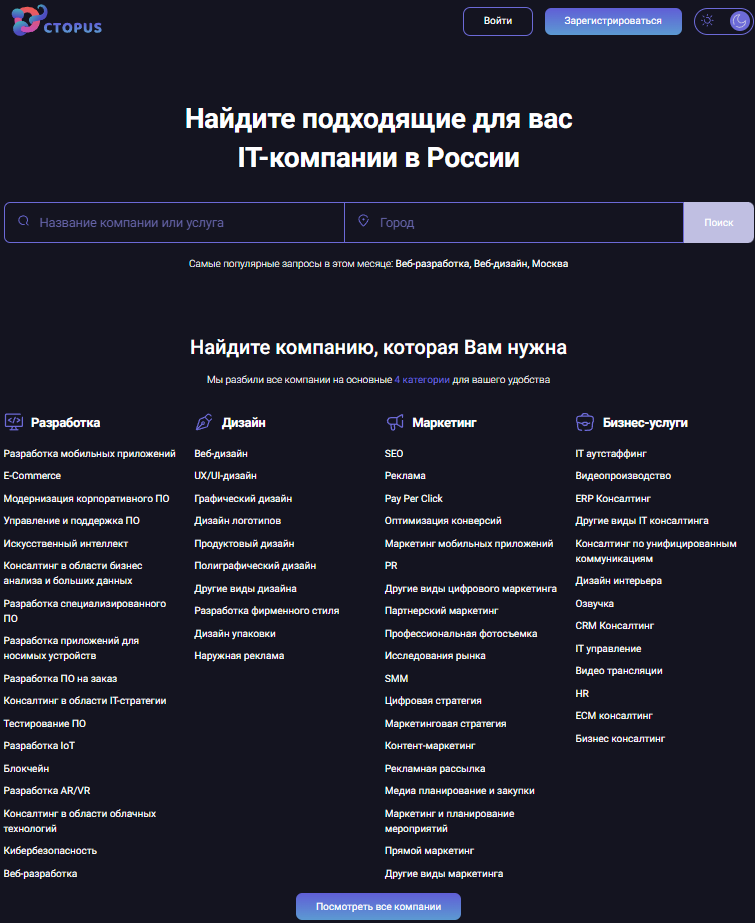 CTOPUS
Войти
Зарегистрироваться
Найдите подходящие для вас
IT-компании в России
Название компании или услуга
Город
Поиск
Самые популярные запросы в этом месяце: Веб-разработка, Веб-дизайн, Москва
Найдите компанию, которая Вам нужна
Мы разбили все компании на основные 4 категории для вашего удобства
Разработка
Разработка мобильных приложений
E-Commerce
Модернизация корпоративного ПО
Управление и поддержка ПО
Искусственный интеллект
Консалтинг в области бизнес
анализа и больших данных
Разработка специализированного
ПО
Разработка приложений для
носимых устройств
Разработка ПО на заказ
Консалтинг в области IT-стратегии
Тестирование ПО
Разработка IoT
Блокчейн
Разработка AR/VR
Консалтинг в области облачных
технологий
Кибербезопасность
Веб-разработка
Дизайн
Веб-дизайн
UX/UI-дизайн
Графический дизайн
Дизайн логотипов
Продуктовый дизайн
Полиграфический дизайн
Другие виды дизайна
Разработка фирменного стиля
Дизайн упаковки
Наружная реклама
Маркетинг
SEO
Реклама
Pay Per Click
Оптимизация конверсий
Маркетинг мобильных приложений
PR
Другие виды цифрового маркетинга
Партнерский маркетинг
Профессиональная фотосъемка
Исследования рынка
SMM
Цифровая стратегия
Маркетинговая стратегия
Контент-маркетинг
Рекламная рассылка
Медиа планирование и закупки
Маркетинг и планирование
мероприятий
Прямой маркетинг
Другие виды маркетинга
Бизнес-услуги
IT аутстаффинг
Видеопроизводство
ERP Консалтинг
Другие виды IT консалтинга
Консалтинг по унифицированным
коммуникациям
Дизайн интерьера
Озвучка
CRM Консалтинг
IT управление
Видео трансляции
HR
ECM консалтинг
Бизнес консалтинг
Посмотреть все компании